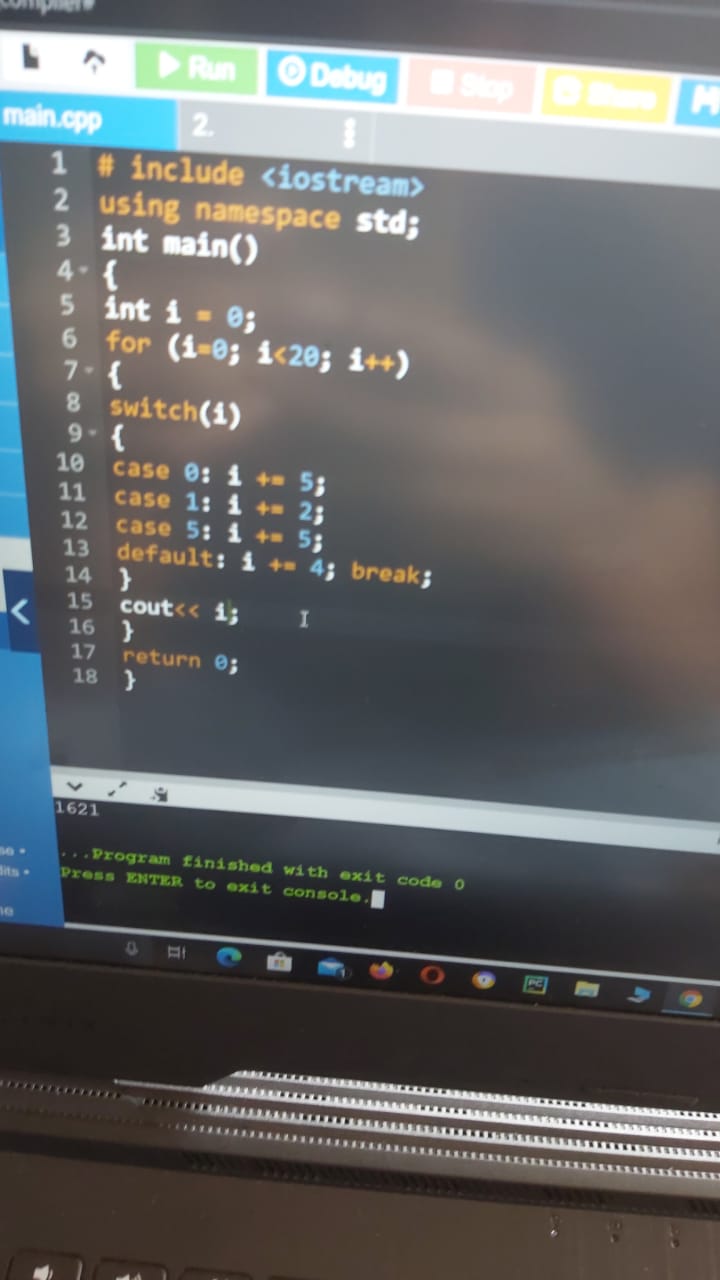 Run Debug Stop Share
main.cpp 2.
1 # include <iostream>
2 using namespace std;
3 int main()
4 {
5 int i = 0;
6 for (i=0; i<20; i++)
7 {
8 switch(i)
9 {
10 case 0: i += 5;
11 case 1: i += 2;
12 case 5: i += 5;
13 default: i += 4; break;
14 }
15 cout<< i;
16 }
17 return 0;
18 }
1621
...Program finished with exit code 0
Press ENTER to exit console.
PC